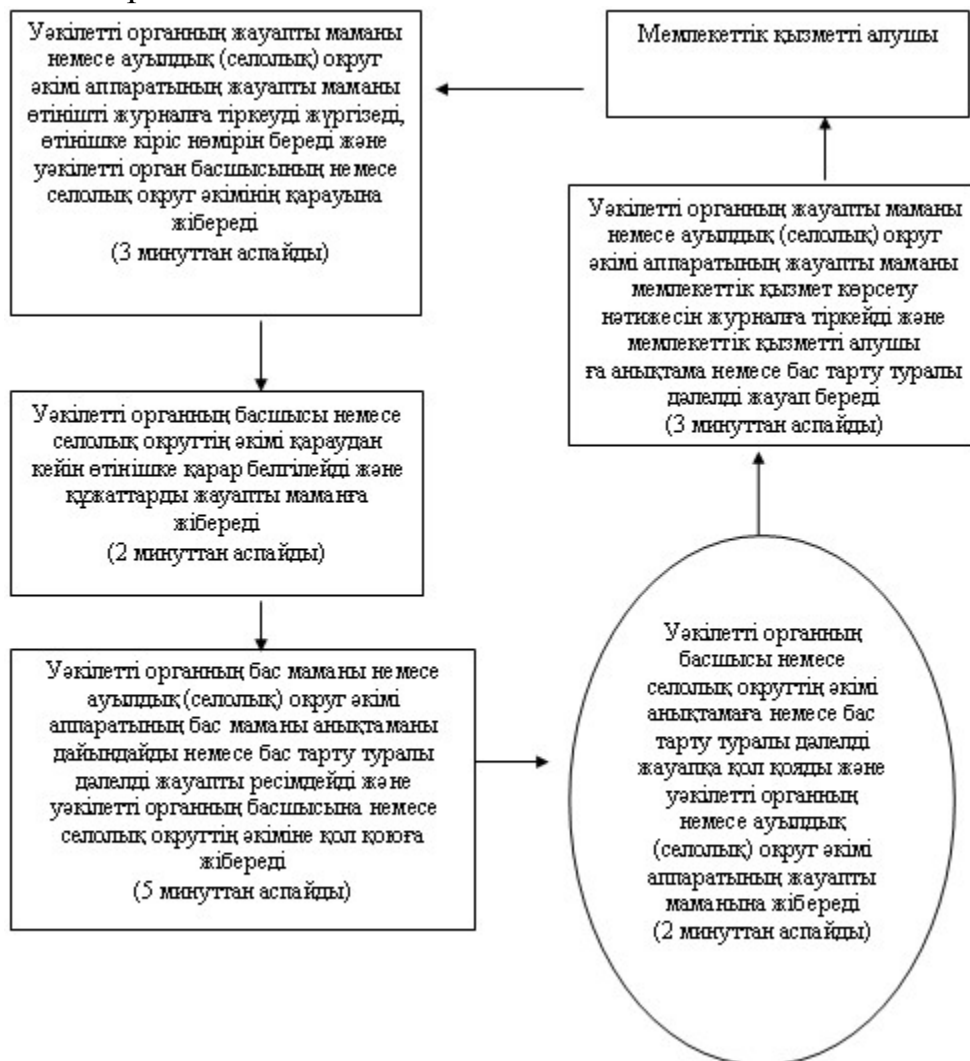 Уәкілетті органның жауапты маманы
немесе ауылдық (селолық) округ
әкімі аппаратының жауапты маманы
өтінішті журналға тіркеуді жүргізеді,
өтінішке кіріс нөмірін береді және
уәкілетті орган басшысының немесе
селолық округ әкімінің қарауына
жібереді
(3 минуттан аспайды)
Мемлекеттік қызметті алушы
Уәкілетті органның жауапты маманы
немесе ауылдық (селолық) округ
әкімі аппаратының жауапты маманы
мемлекеттік қызмет көрсету
нәтижесін журналға тіркейді және
мемлекеттік қызметті алушы
ға анықтама немесе бас тарту туралы
дәлелді жауап береді
(3 минуттан аспайды)
Уәкілетті органның басшысы немесе
селолық округтің әкімі қараудан
кейін өтінішке қарар белгілейді және
құжаттарды жауапты маманға
жібереді
(2 минуттан аспайды)
Уәкілетті органның бас маманы немесе
ауылдық (селолық) округ әкімі
аппаратының бас маманы анықтаманы
дайындайды немесе бас тарту туралы
дәлелді жауапты ресімдейді және
уәкілетті органның басшысына немесе
селолық округтің әкіміне қол қоюға
жібереді
(5 минуттан аспайды)
Уәкілетті органның
басшысы немесе
селолық округтің әкімі
анықтамаға немесе бас
тарту туралы дәлелді
жауапқа қол қояды және
уәкілетті органның
немесе ауылдық
(селолық) округ әкімі
аппаратының жауапты
маманына жібереді
(2 минуттан аспайды)